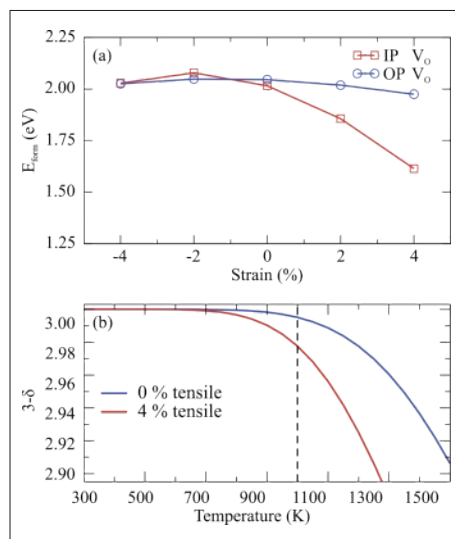 2.25
(a)
IP V_O
OP V_O
2.00
1.75
1.50
1.25
E_form (eV)
-4 -2 0 2 4
Strain (%)
(b)
3.00
2.98
2.96
2.94
2.92
2.90
3-δ
0 % tensile
4 % tensile
300 500 700 900 1100 1300 1500
Temperature (K)